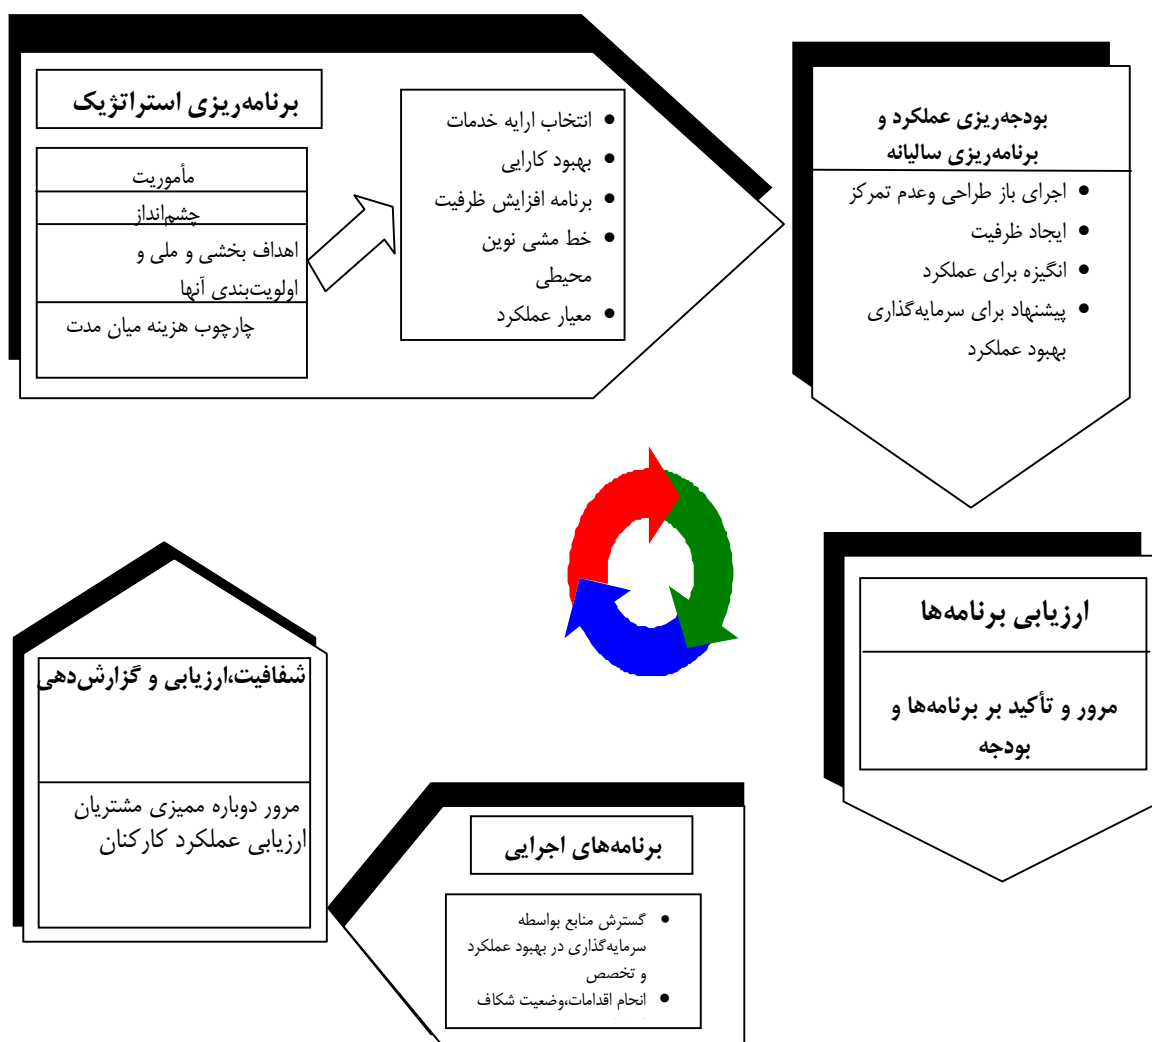 برنامه‌ریزی استراتژیک
مأموریت
چشم‌انداز
اهداف بخشی و ملی و
اولویت‌بندی آنها
چارچوب هزینه میان مدت
• انتخاب ارایه خدمات
• بهبود کارایی
• برنامه افزایش ظرفیت
• خط مشی نوین
محیطی
• معیار عملکرد
بودجه‌ریزی عملکرد و
برنامه‌ریزی سالیانه
• اجرای باز طراحی وعدم تمرکز
• ایجاد ظرفیت
• انگیزه برای عملکرد
• پیشنهاد برای سرمایه‌گذاری
بهبود عملکرد
ارزیابی برنامه‌ها
مرور و تأکید بر برنامه‌ها و
بودجه
برنامه‌های اجرایی
• گسترش منابع بواسطه
سرمایه‌گذاری در بهبود عملکرد
و تخصص
• انحام اقدامات،وضعیت شکاف
شفافیت،ارزیابی و گزارش‌دهی
مرور دوباره ممیزی مشتریان
ارزیابی عملکرد کارکنان